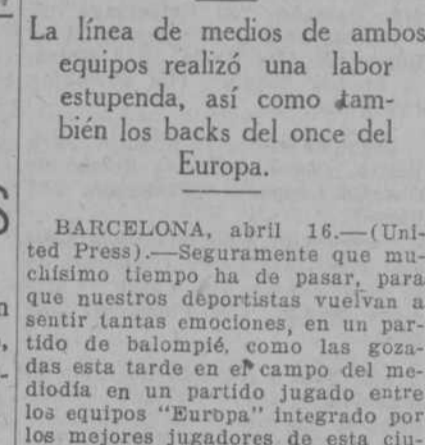 La línea de medios de ambos
equipos realizó una labor
estupenda, así como tam-
bién los backs del once del
Europa.
BARCELONA, abril 16.—(Uni-
ted Press).—Seguramente que mu-
chísimo tiempo ha de pasar, para
que nuestros deportistas vuelvan a
sentir tantas emociones, en un par-
tido de balompié, como las goza-
das esta tarde en el campo del me-
diodía en un partido jugado entre
los equipos "Europa" integrado por
los mejores jugadores de esta ciu-